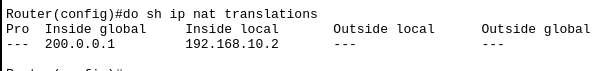 Router(config)#do sh ip nat translations
Pro  Inside global     Inside local       Outside local      Outside global
---  200.0.0.1         192.168.10.2       ---                ---